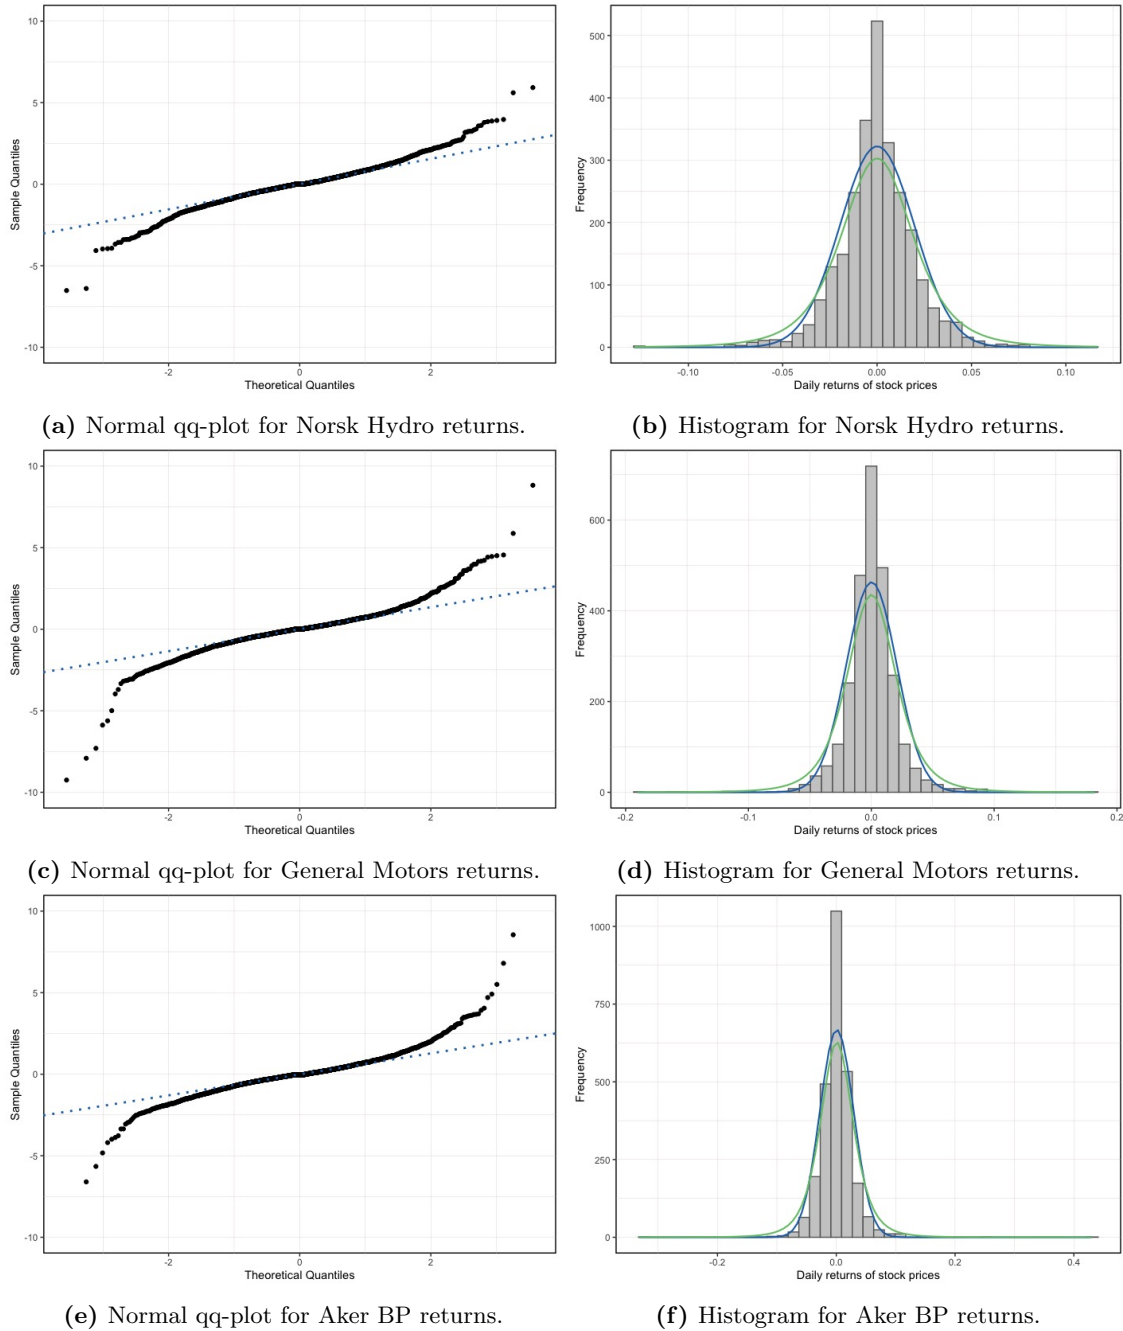 10
5
0
-5
-10
Sample Quantiles
-2
0
2
Theoretical Quantiles
500
400
300
200
100
0
Frequency
-0.10
-0.05
0.00
0.05
0.10
Daily returns of stock prices
(a) Normal qq-plot for Norsk Hydro returns.
(b) Histogram for Norsk Hydro returns.
10
5
0
-5
-10
Sample Quantiles
-2
0
2
Theoretical Quantiles
600
400
200
0
Frequency
-0.2
-0.1
0.0
0.1
0.2
Daily returns of stock prices
(c) Normal qq-plot for General Motors returns.
(d) Histogram for General Motors returns.
10
5
0
-5
-10
Sample Quantiles
-2
0
2
Theoretical Quantiles
1000
750
500
250
0
Frequency
-0.2
0.0
0.2
0.4
Daily returns of stock prices
(e) Normal qq-plot for Aker BP returns.
(f) Histogram for Aker BP returns.